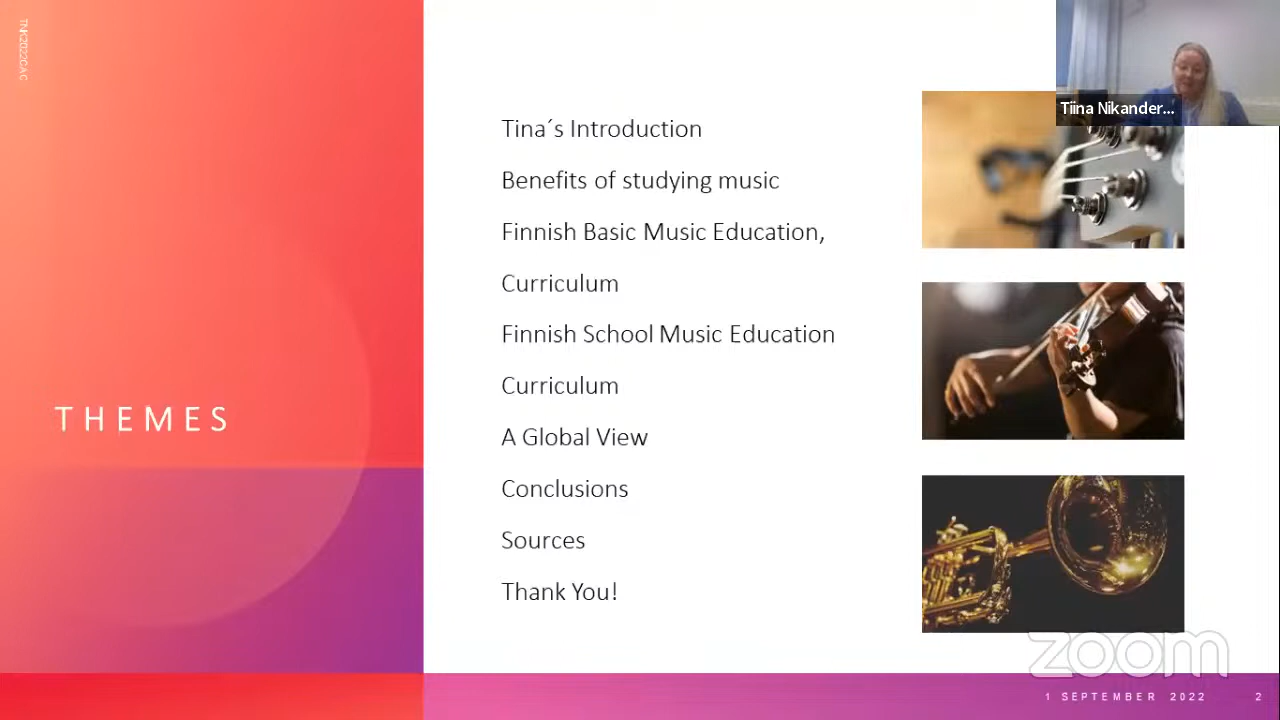 TNK2022CAC
THEMES
Tina´s Introduction
Benefits of studying music
Finnish Basic Music Education,
Curriculum
Finnish School Music Education
Curriculum
A Global View
Conclusions
Sources
Thank You!
Tiina Nikander...
zoom
1 SEPTEMBER 2022
2